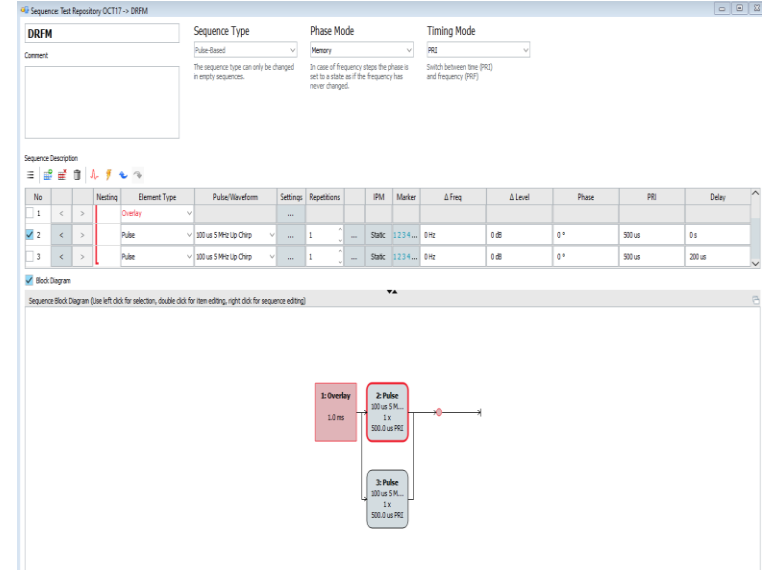 Sequence: Test Repository OCT17 -> DRFM
DRFM
Comment
Sequence Type
Pulse-Based
The sequence type can only be changed
in empty sequences.
Phase Mode
Memory
In case of frequency steps the phase is
set to a state as if the frequency has
never changed.
Timing Mode
PRI
Switch between time (PRI)
and frequency (PRF)
Sequence Description
No Nesting Element Type Pulse/Waveform Settings Repetitions IPM Marker Δ Freq Δ Level Phase PRI Delay
1 < > Overlay ...
2 < > Pulse 100 us 5 MHz Up Chirp ... 1 ... Static 1234... 0 Hz 0 dB 0 ° 500 us 0 s
3 < > Pulse 100 us 5 MHz Up Chirp ... 1 ... Static 1234... 0 Hz 0 dB 0 ° 500 us 200 us
Block Diagram
Sequence Block Diagram (Use left click for selection, double click for item editing, right click for sequence editing)
1: Overlay
1.0 ms
2: Pulse
100 us 5 M...
1 x
500.0 us PRI
3: Pulse
100 us 5 M...
1 x
500.0 us PRI